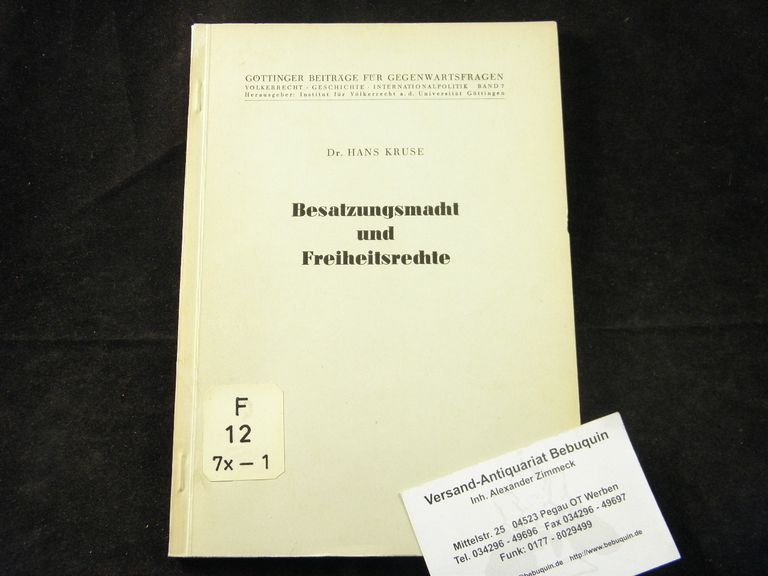 GÖTTINGER BEITRÄGE FÜR GEGENWARTSFRAGEN
VÖLKERRECHT · GESCHICHTE · INTERNATIONALPOLITIK BAND 7
Herausgeber: Institut für Völkerrecht a. d. Universität Göttingen
Dr. HANS KRUSE
Besatzungsmacht
und
Freiheitsrechte
F
12
7x – 1
Versand-Antiquariat Bebuquin
Inh. Alexander Zimmeck
Mittelstr. 25 04523 Pegau OT Werben
Tel. 034296 - 49696 Fax 034296 - 49697
Funk: 0177 - 8029499
@bebuquin.de http://www.bebuquin.de